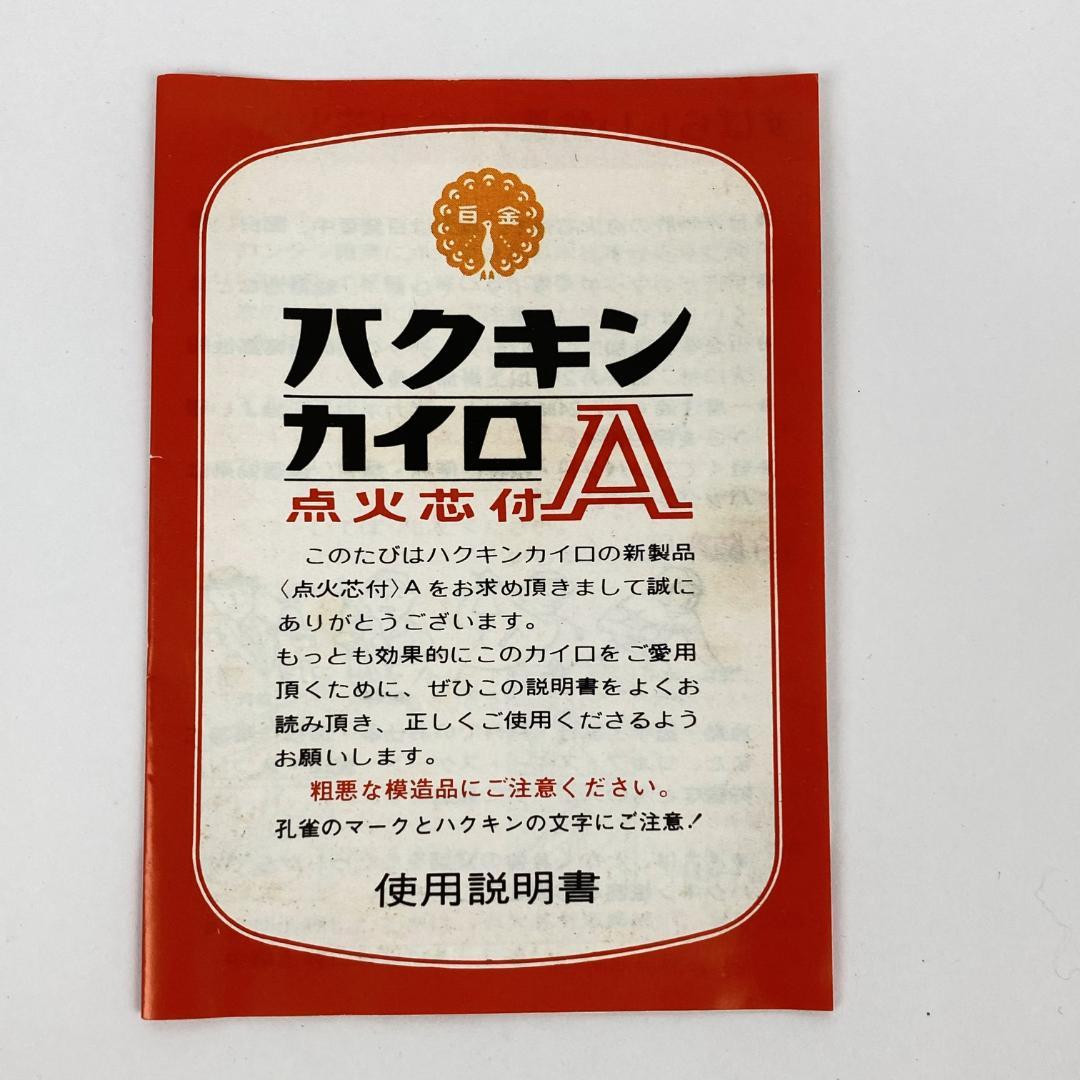 白金
ハクキン
カイロA
点火芯付
このたびはハクキンカイロの新製品
〈点火芯付〉Aをお求め頂きまして誠に
ありがとうございます。
もっとも効果的にこのカイロをご愛用
頂くために、ぜひこの説明書をよくお
読み頂き、正しくご使用くださるよう
お願いします。
粗悪な模造品にご注意ください。
孔雀のマークとハクキンの文字にご注意!
使用説明書